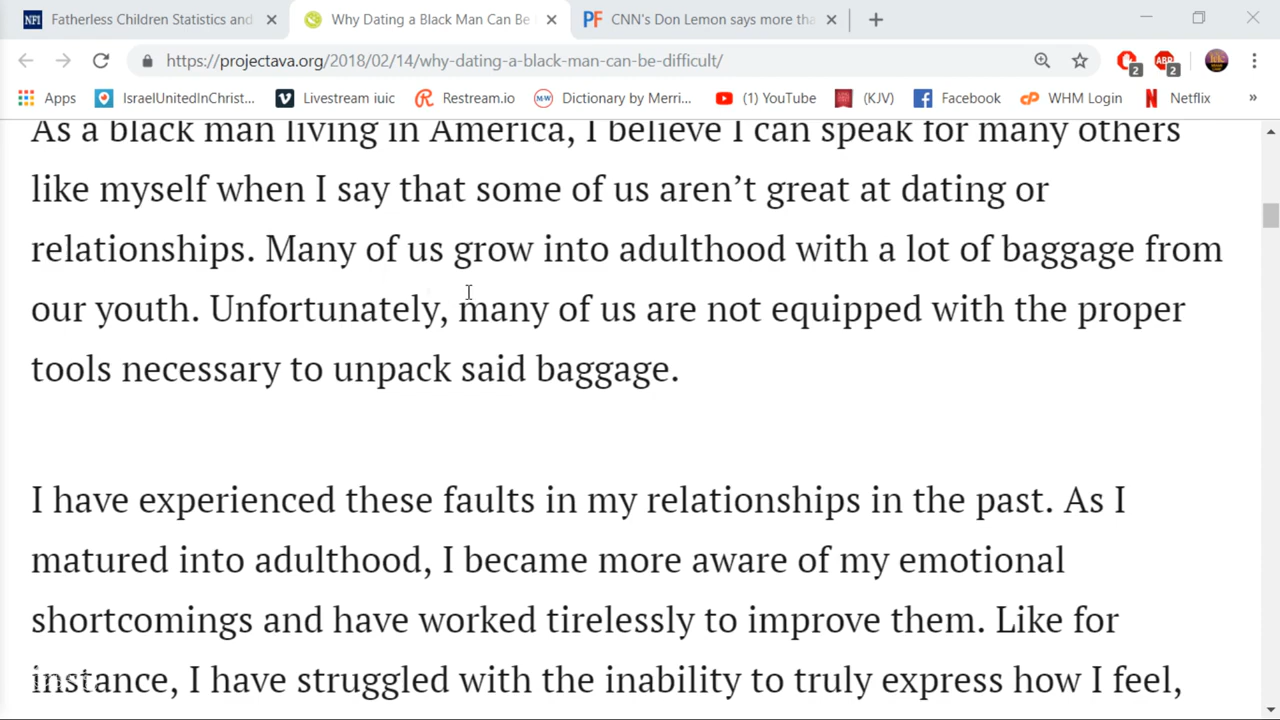 NFI Fatherless Children Statistics and
Why Dating a Black Man Can Be
PF CNN's Don Lemon says more tha
https://projectava.org/2018/02/14/why-dating-a-black-man-can-be-difficult/
2
ABP 2
Apps
IsraelUnitedInChrist...
Livestream iuic
Restream.io
M-W Dictionary by Merri...
(1) YouTube
(KJV)
Facebook
cP WHM Login
N Netflix
»
As a black man living in America, I believe I can speak for many others
like myself when I say that some of us aren’t great at dating or
relationships. Many of us grow into adulthood with a lot of baggage from
our youth. Unfortunately, many of us are not equipped with the proper
tools necessary to unpack said baggage.
I have experienced these faults in my relationships in the past. As I
matured into adulthood, I became more aware of my emotional
shortcomings and have worked tirelessly to improve them. Like for
instance, I have struggled with the inability to truly express how I feel,